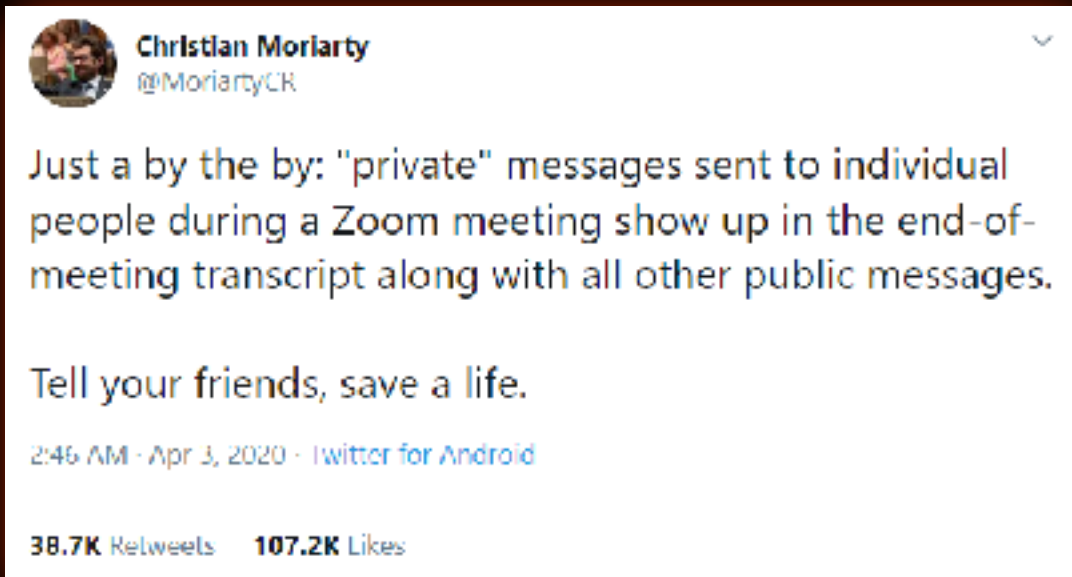 Christian Moriarty
@MoriartyCR
Just a by the by: "private" messages sent to individual
people during a Zoom meeting show up in the end-of-
meeting transcript along with all other public messages.
Tell your friends, save a life.
2:46 AM · Apr 3, 2020 · Twitter for Android
38.7K Retweets 107.2K Likes